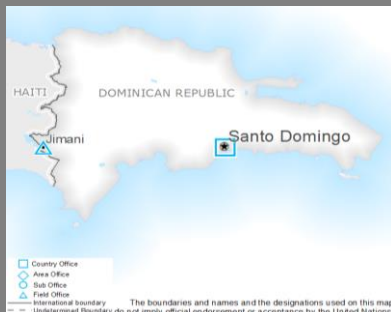 HAITI
DOMINICAN REPUBLIC
Jimani
Santo Domingo
Country Office
Area Office
Sub Office
Field Office
International boundary
The boundaries and names and the designations used on this map
Undetermined Boundary do not imply official endorsement or acceptance by the United Nations